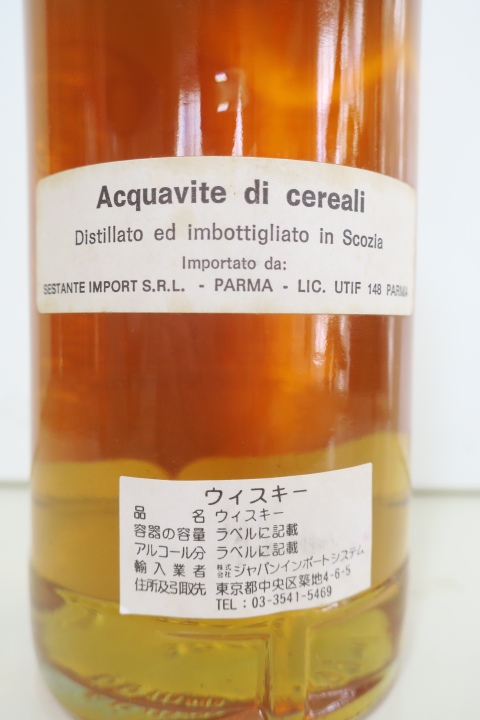 Acquavite di cereali
Distillato ed imbottigliato in Scozia
Importato da:
SESTANTE IMPORT S.R.L. - PARMA - LIC. UTIF 148 PARMA
ウィスキー
品 名 ウィスキー
容器の容量 ラベルに記載
アルコール分 ラベルに記載
輸入業者 株式会社ジャパンインポートシステム
住所及引取先 東京都中央区築地4-6-5
TEL：03-3541-5469